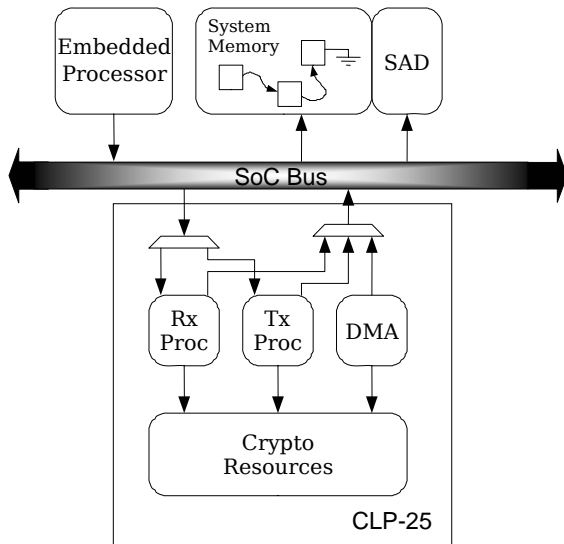 Embedded
Processor
System
Memory
SAD
SoC Bus
Rx
Proc
Tx
Proc
DMA
Crypto
Resources
CLP-25